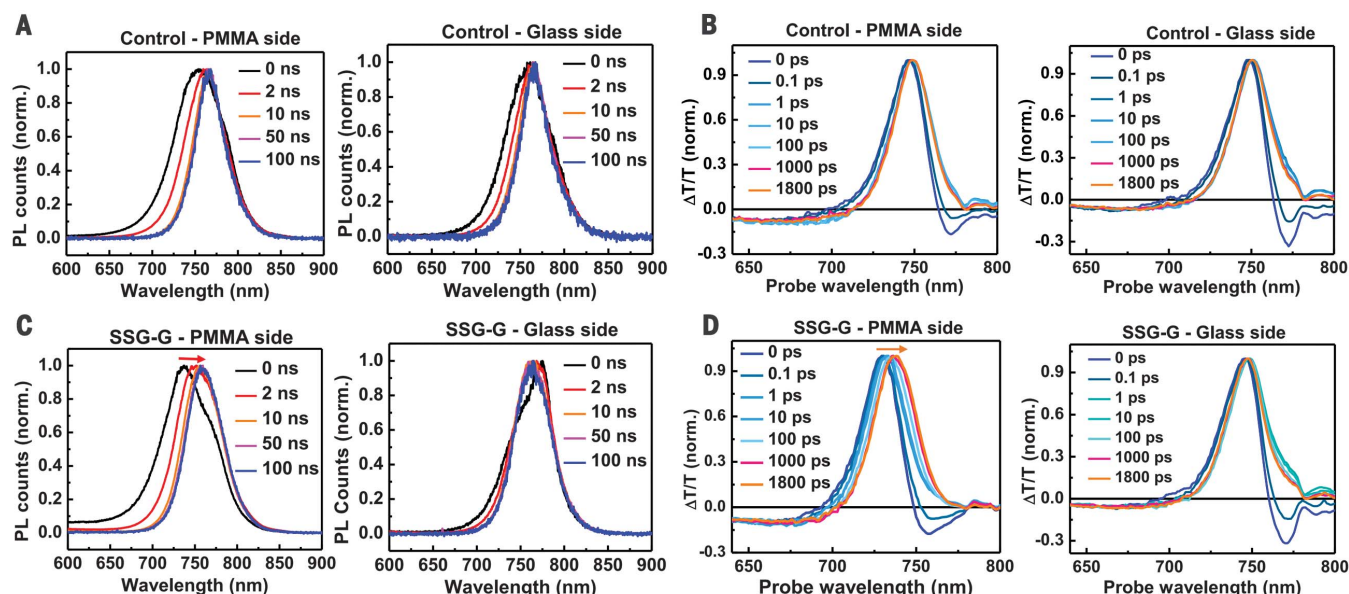 A
Control - PMMA side
PL counts (norm.)
1.0
0.8
0.6
0.4
0.2
0.0
0 ns
2 ns
10 ns
50 ns
100 ns
600 650 700 750 800 850 900
Wavelength (nm)
Control - Glass side
PL counts (norm.)
1.0
0.8
0.6
0.4
0.2
0.0
0 ns
2 ns
10 ns
50 ns
100 ns
600 650 700 750 800 850 900
Wavelength (nm)
B
Control - PMMA side
ΔT/T (norm.)
0.9
0.6
0.3
0.0
-0.3
0 ps
0.1 ps
1 ps
10 ps
100 ps
1000 ps
1800 ps
650 700 750 800
Probe wavelength (nm)
Control - Glass side
ΔT/T (norm.)
0.9
0.6
0.3
0.0
-0.3
0 ps
0.1 ps
1 ps
10 ps
100 ps
1000 ps
1800 ps
650 700 750 800
Probe wavelength (nm)
C
SSG-G - PMMA side
PL counts (norm.)
1.0
0.8
0.6
0.4
0.2
0.0
0 ns
2 ns
10 ns
50 ns
100 ns
600 650 700 750 800 850 900
Wavelength (nm)
SSG-G - Glass side
PL Counts (norm.)
1.0
0.8
0.6
0.4
0.2
0.0
0 ns
2 ns
10 ns
50 ns
100 ns
600 650 700 750 800 850 900
Wavelength (nm)
D
SSG-G - PMMA side
ΔT/T (norm.)
0.9
0.6
0.3
0.0
-0.3
0 ps
0.1 ps
1 ps
10 ps
100 ps
1000 ps
1800 ps
650 700 750 800
Probe wavelength (nm)
SSG-G - Glass side
ΔT/T (norm.)
0.9
0.6
0.3
0.0
-0.3
0 ps
0.1 ps
1 ps
10 ps
100 ps
1000 ps
1800 ps
650 700 750 800
Probe wavelength (nm)